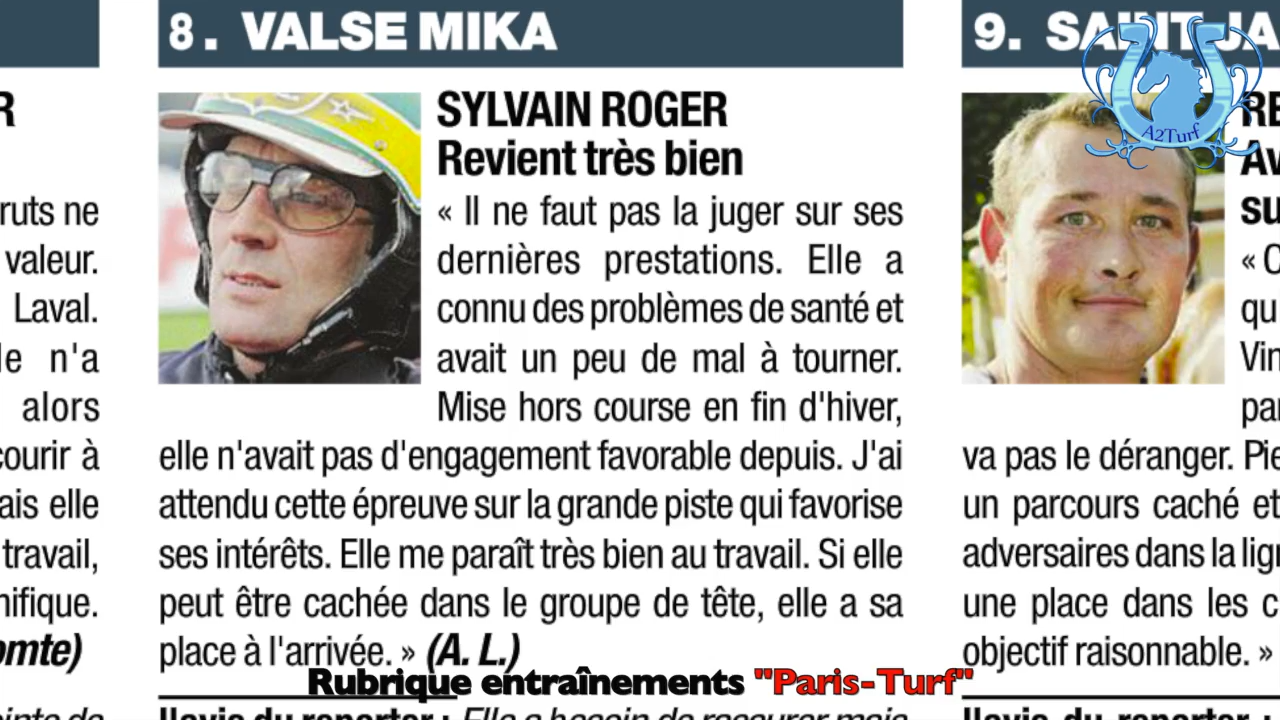 8. VALSE MIKA
SYLVAIN ROGER
Revient très bien
« Il ne faut pas la juger sur ses
dernières prestations. Elle a
connu des problèmes de santé et
avait un peu de mal à tourner.
Mise hors course en fin d'hiver,
elle n'avait pas d'engagement favorable depuis. J'ai
attendu cette épreuve sur la grande piste qui favorise
ses intérêts. Elle me paraît très bien au travail. Si elle
peut être cachée dans le groupe de tête, elle a sa
place à l'arrivée. » (A. L.)
ne
valeur.
Laval.
n'a
alors
courir à
elle
travail,
9.
A2Turf
« C
va pas le déranger.
un parcours caché et
adversaires dans la
une place dans les
objectif raisonnable. »
Rubrique entraînements "Paris-Turf"